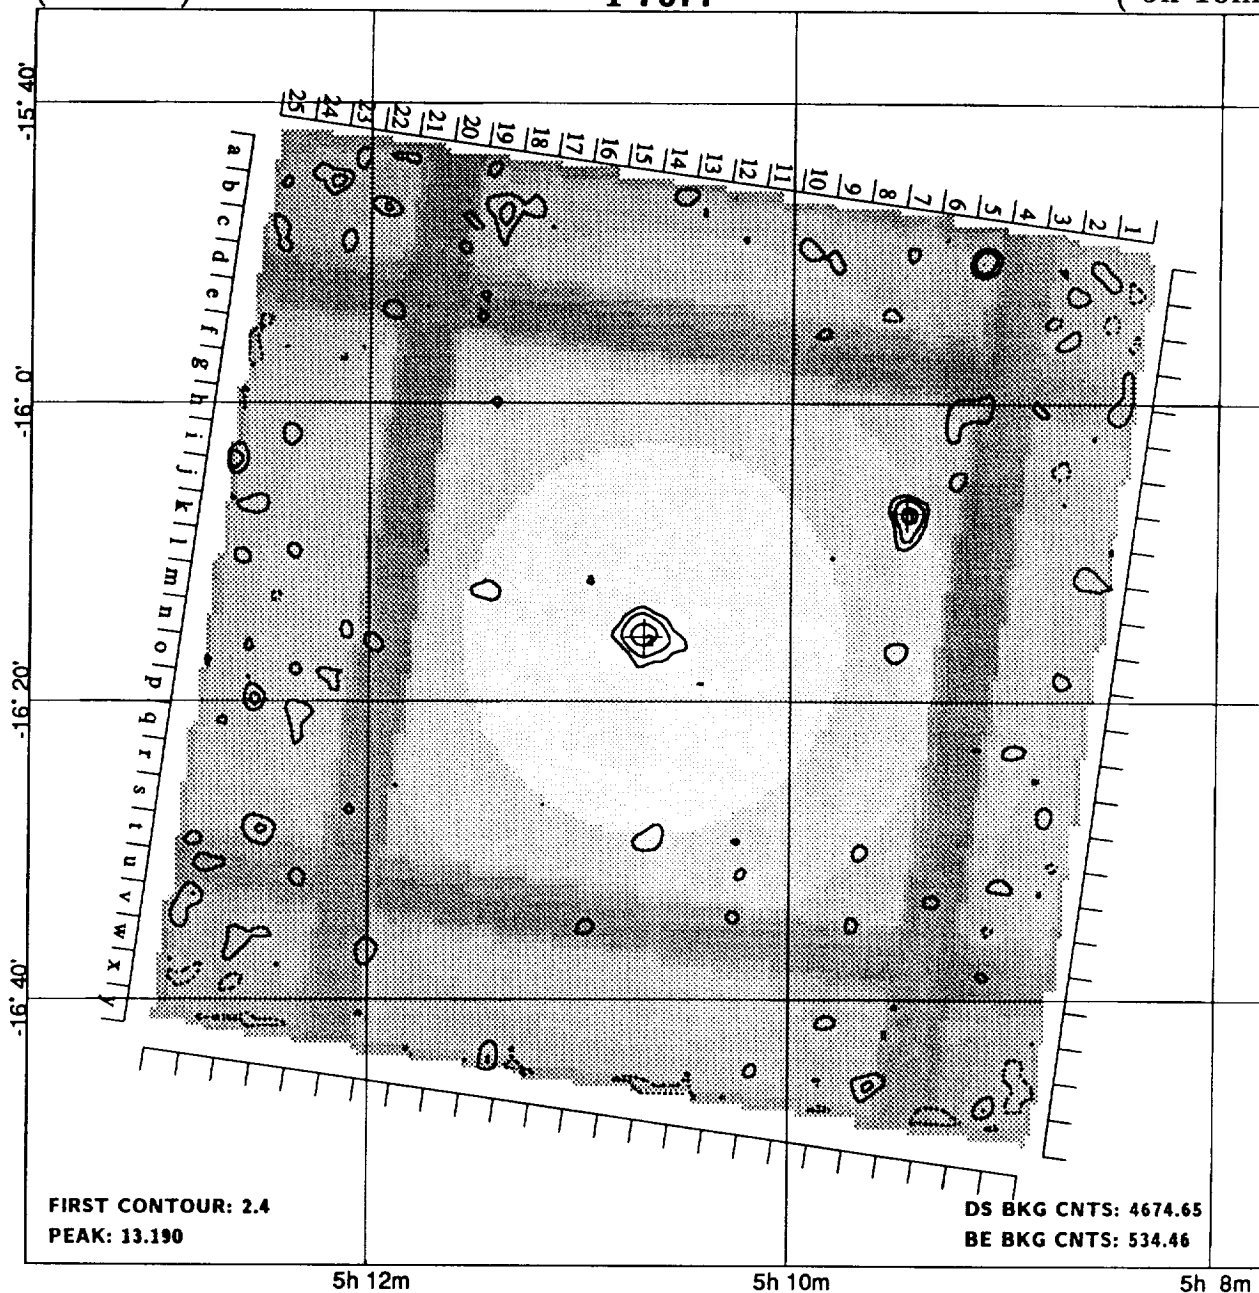 25 24 23 22 21 20 19 18 17 16 15 14 13 12 11 10 9 8 7 6 5 4 3 2 1
a b c d e f g h i j k l m n o p q r s t u v w x y
-15° 40'
-16° 0'
-16° 20'
-16° 40'
2
FIRST CONTOUR: 2.4
PEAK: 13.190
DS BKG CNTS: 4674.65
BE BKG CNTS: 534.46
5h 12m
5h 10m
5h 8m